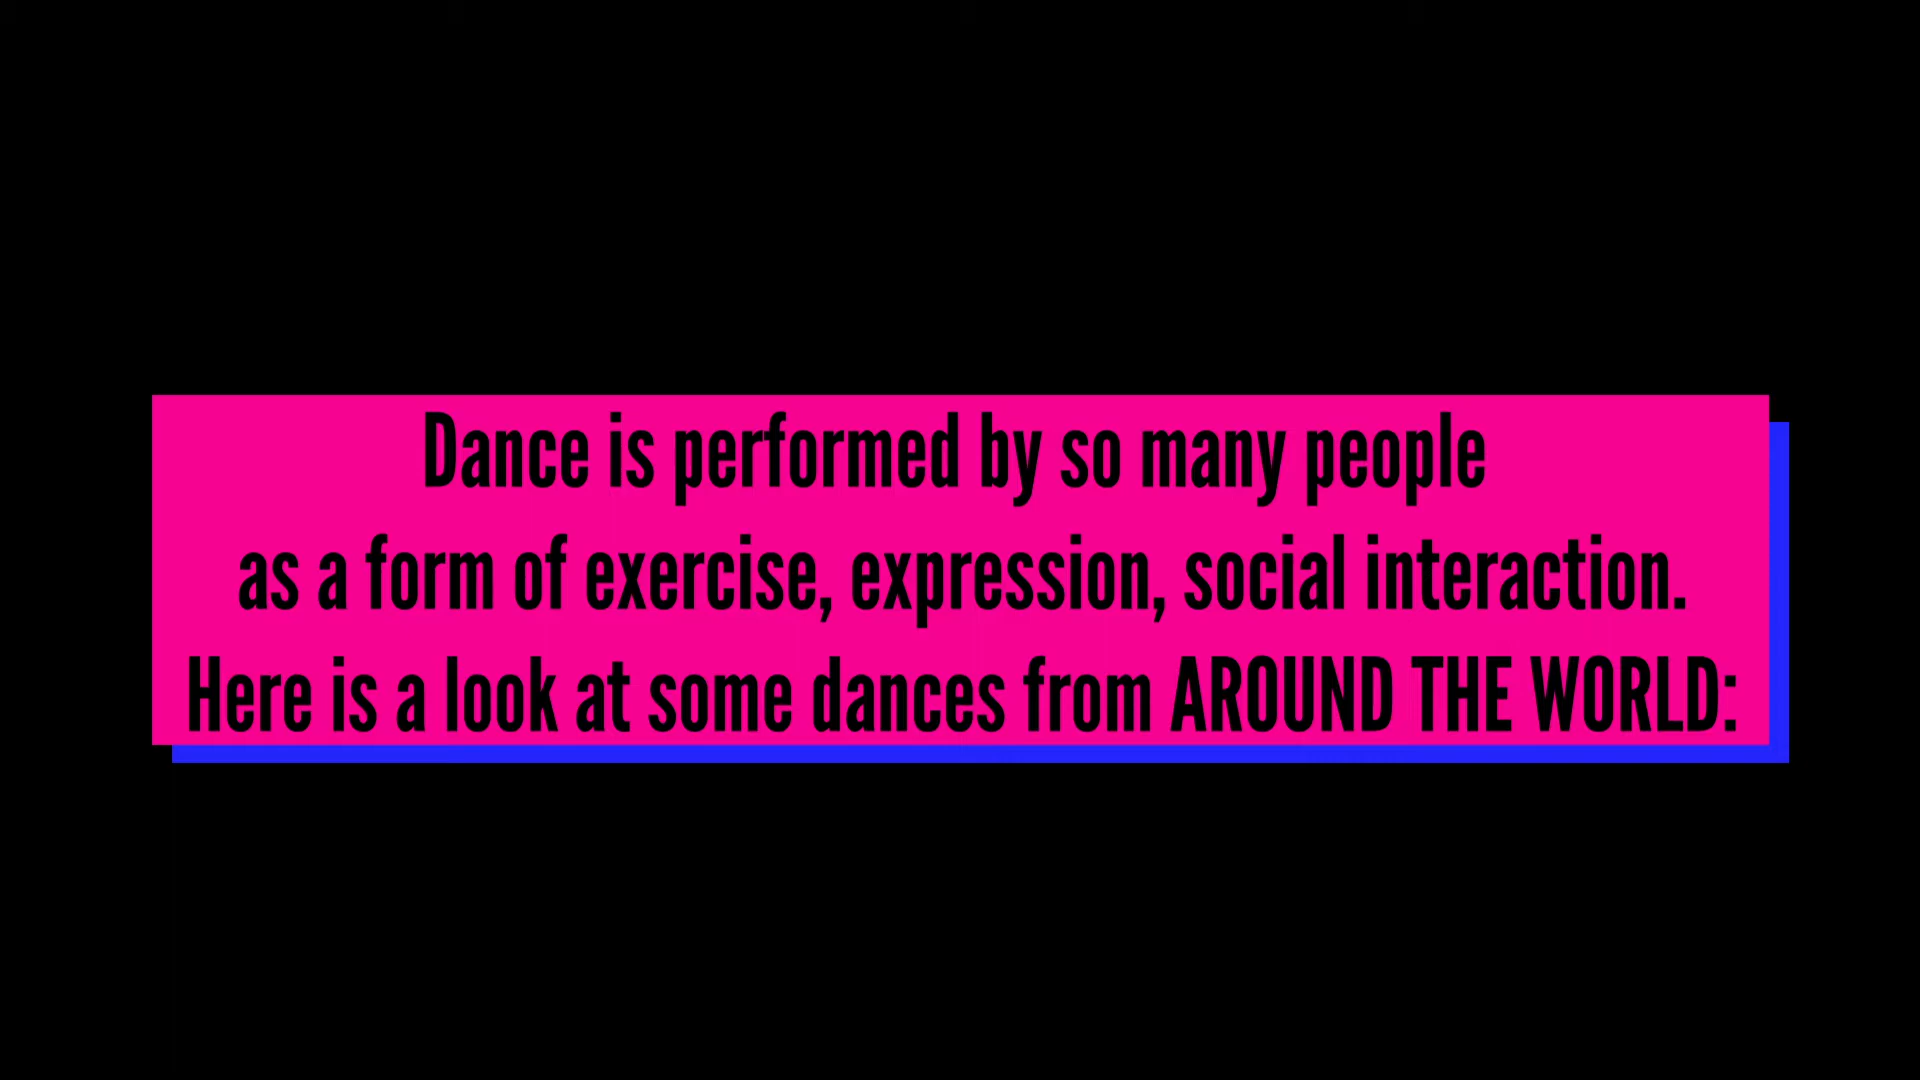 Dance is performed by so many people
as a form of exercise, expression, social interaction.
Here is a look at some dances from AROUND THE WORLD: